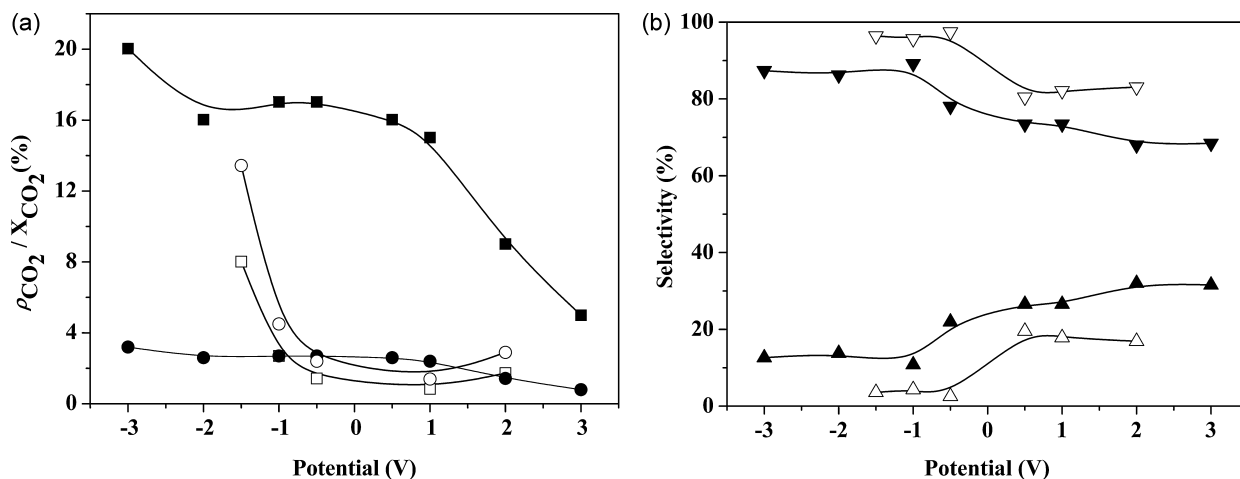 (a)
20
16
12
8
4
0
ρCO2 / XCO2 (%)
-3 -2 -1 0 1 2 3
Potential (V)
(b)
100
80
60
40
20
0
Selectivity (%)
-3 -2 -1 0 1 2 3
Potential (V)